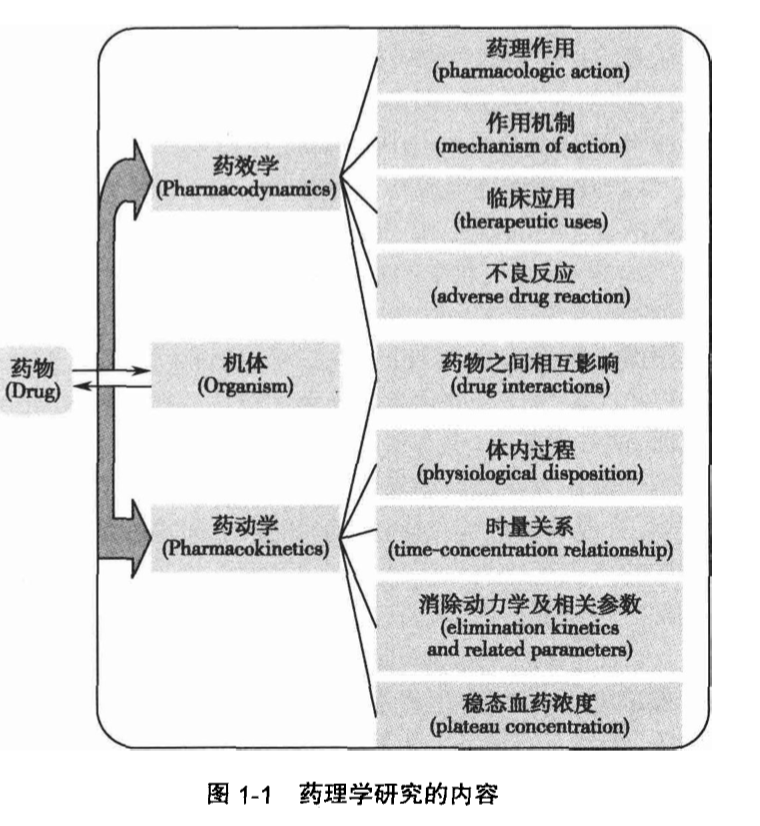 药理作用
(pharmacologic action)
作用机制
(mechanism of action)
药效学
(Pharmacodynamics)
临床应用
(therapeutic uses)
不良反应
(adverse drug reaction)
药物
(Drug)
机体
(Organism)
药物之间相互影响
(drug interactions)
体内过程
(physiological disposition)
药动学
(Pharmacokinetics)
时量关系
(time-concentration relationship)
消除动力学及相关参数
(elimination kinetics
and related parameters)
稳态血药浓度
(plateau concentration)
图 1-1 药理学研究的内容